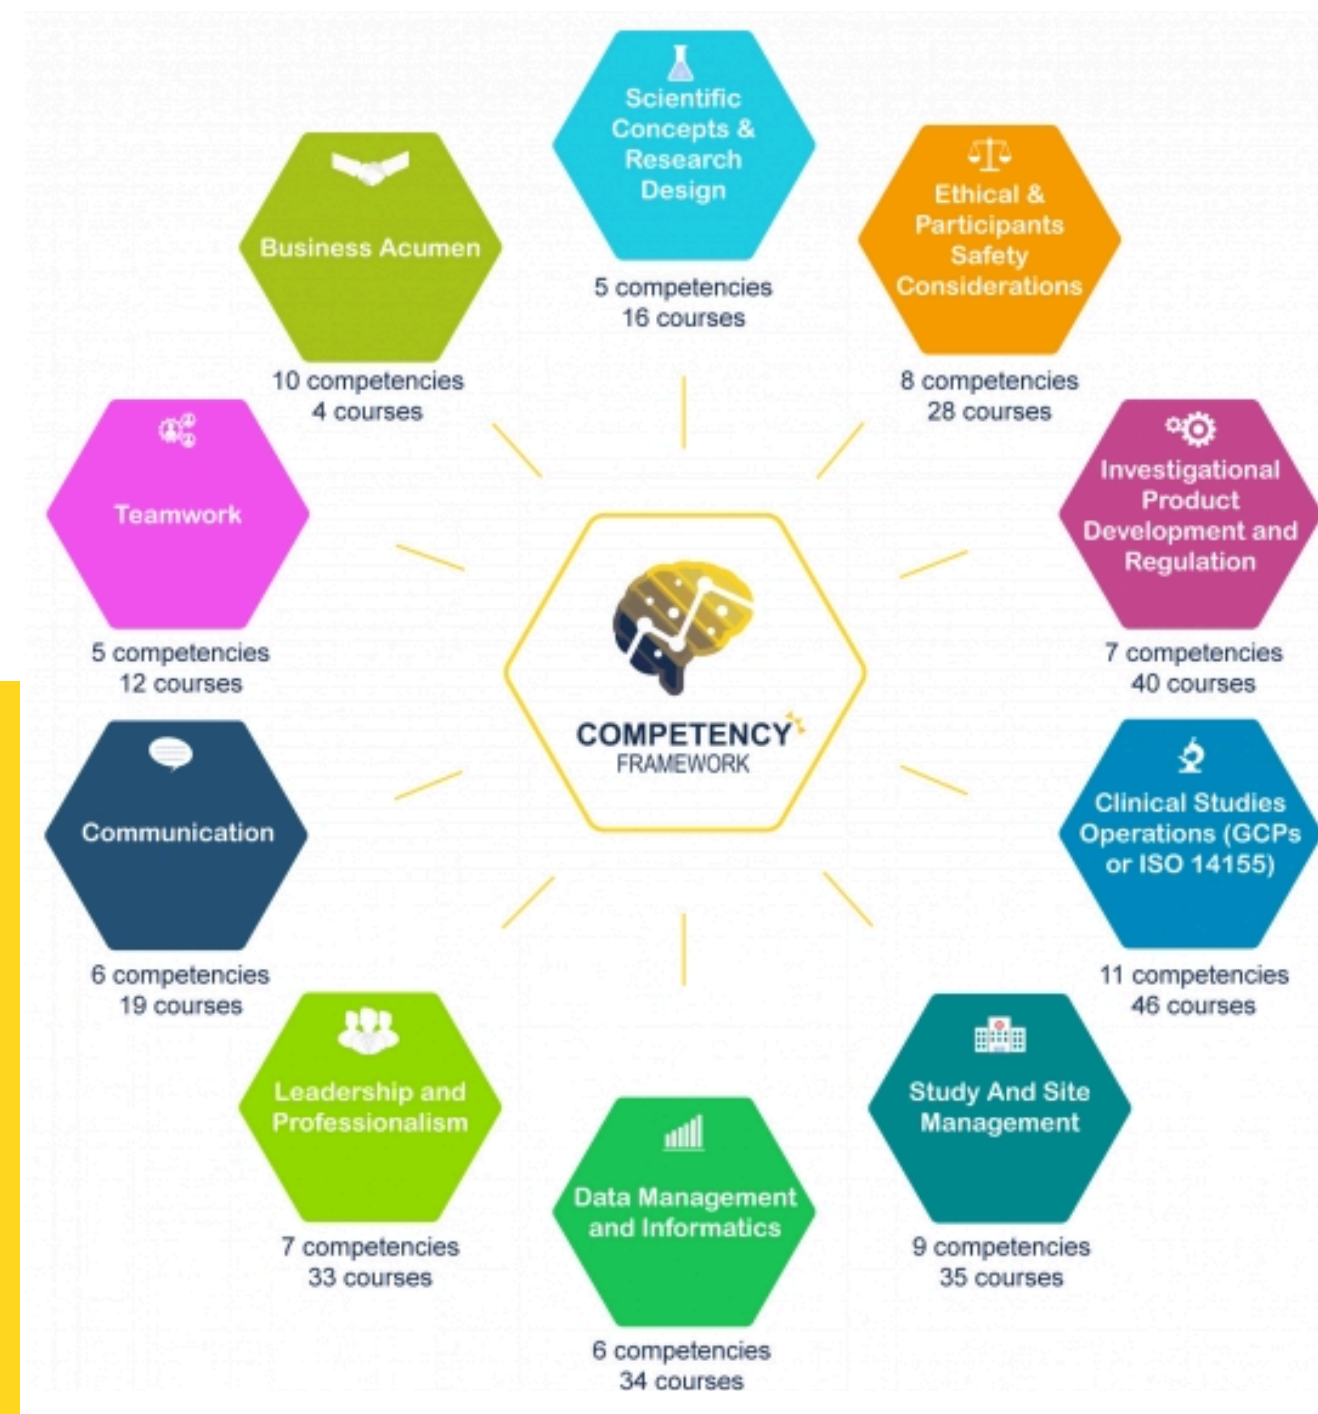 Scientific
Concepts &
Research
Design
5 competencies
16 courses
Ethical &
Participants
Safety
Considerations
8 competencies
28 courses
Investigational
Product
Development and
Regulation
7 competencies
40 courses
Clinical Studies
Operations (GCPs
or ISO 14155)
11 competencies
46 courses
Study And Site
Management
9 competencies
35 courses
Data Management
and Informatics
6 competencies
34 courses
Leadership and
Professionalism
7 competencies
33 courses
Communication
6 competencies
19 courses
Teamwork
5 competencies
12 courses
Business Acumen
10 competencies
4 courses
COMPETENCY
FRAMEWORK